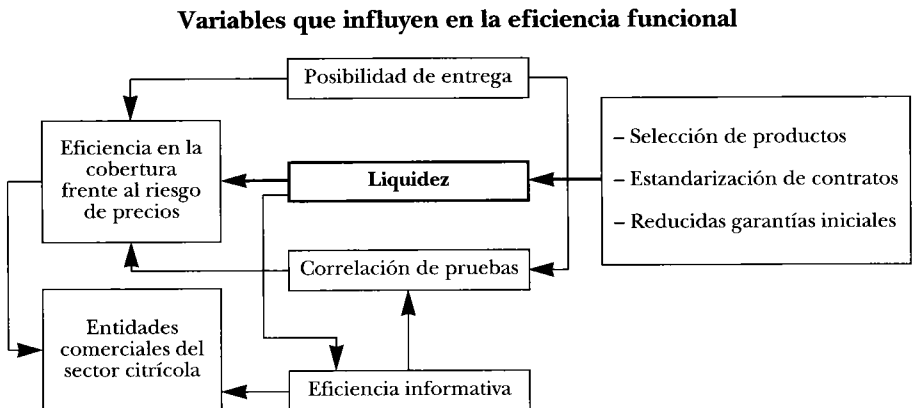 Variables que influyen en la eficiencia funcional
Posibilidad de entrega
Eficiencia en la
cobertura
frente al riesgo
de precios
Liquidez
– Selección de productos
– Estandarización de contratos
– Reducidas garantías iniciales
Correlación de pruebas
Entidades
comerciales del
sector citrícola
Eficiencia informativa